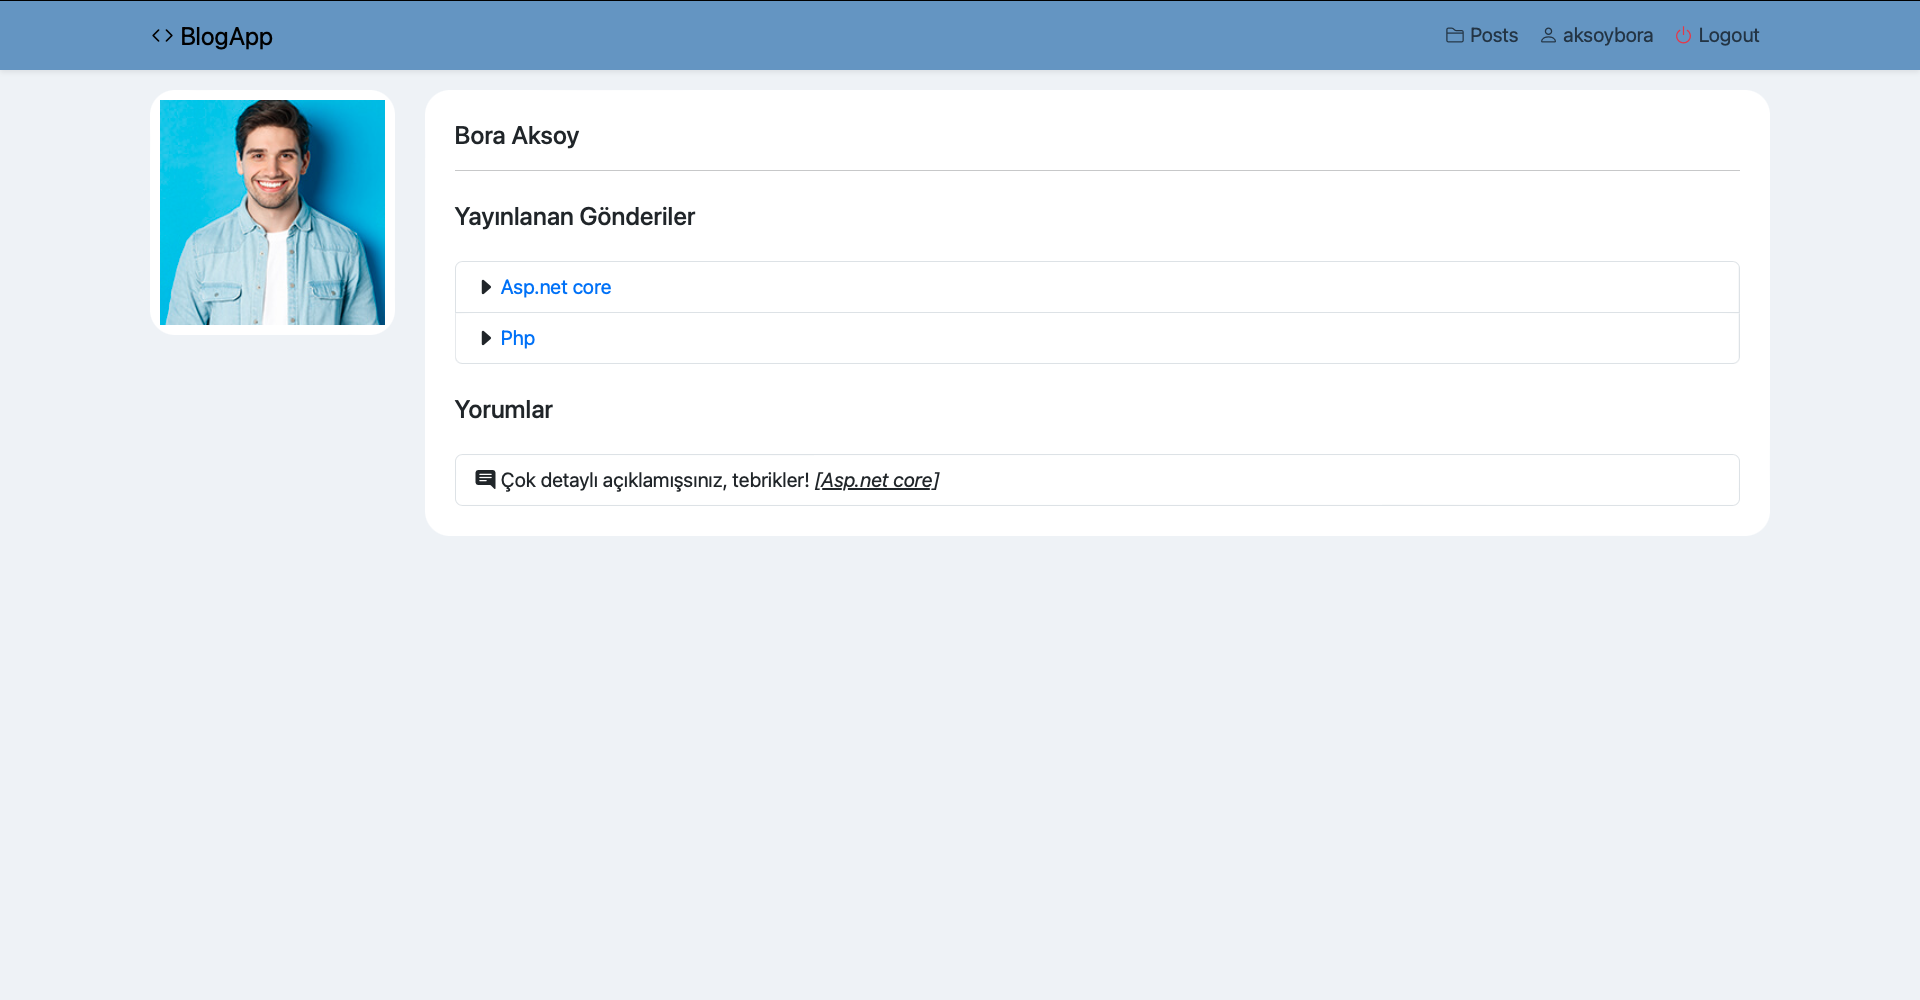 <> BlogApp
Posts aksoybora Logout
Bora Aksoy
Yayınlanan Gönderiler
Asp.net core
Php
Yorumlar
Çok detaylı açıklamışsınız, tebrikler! [Asp.net core]